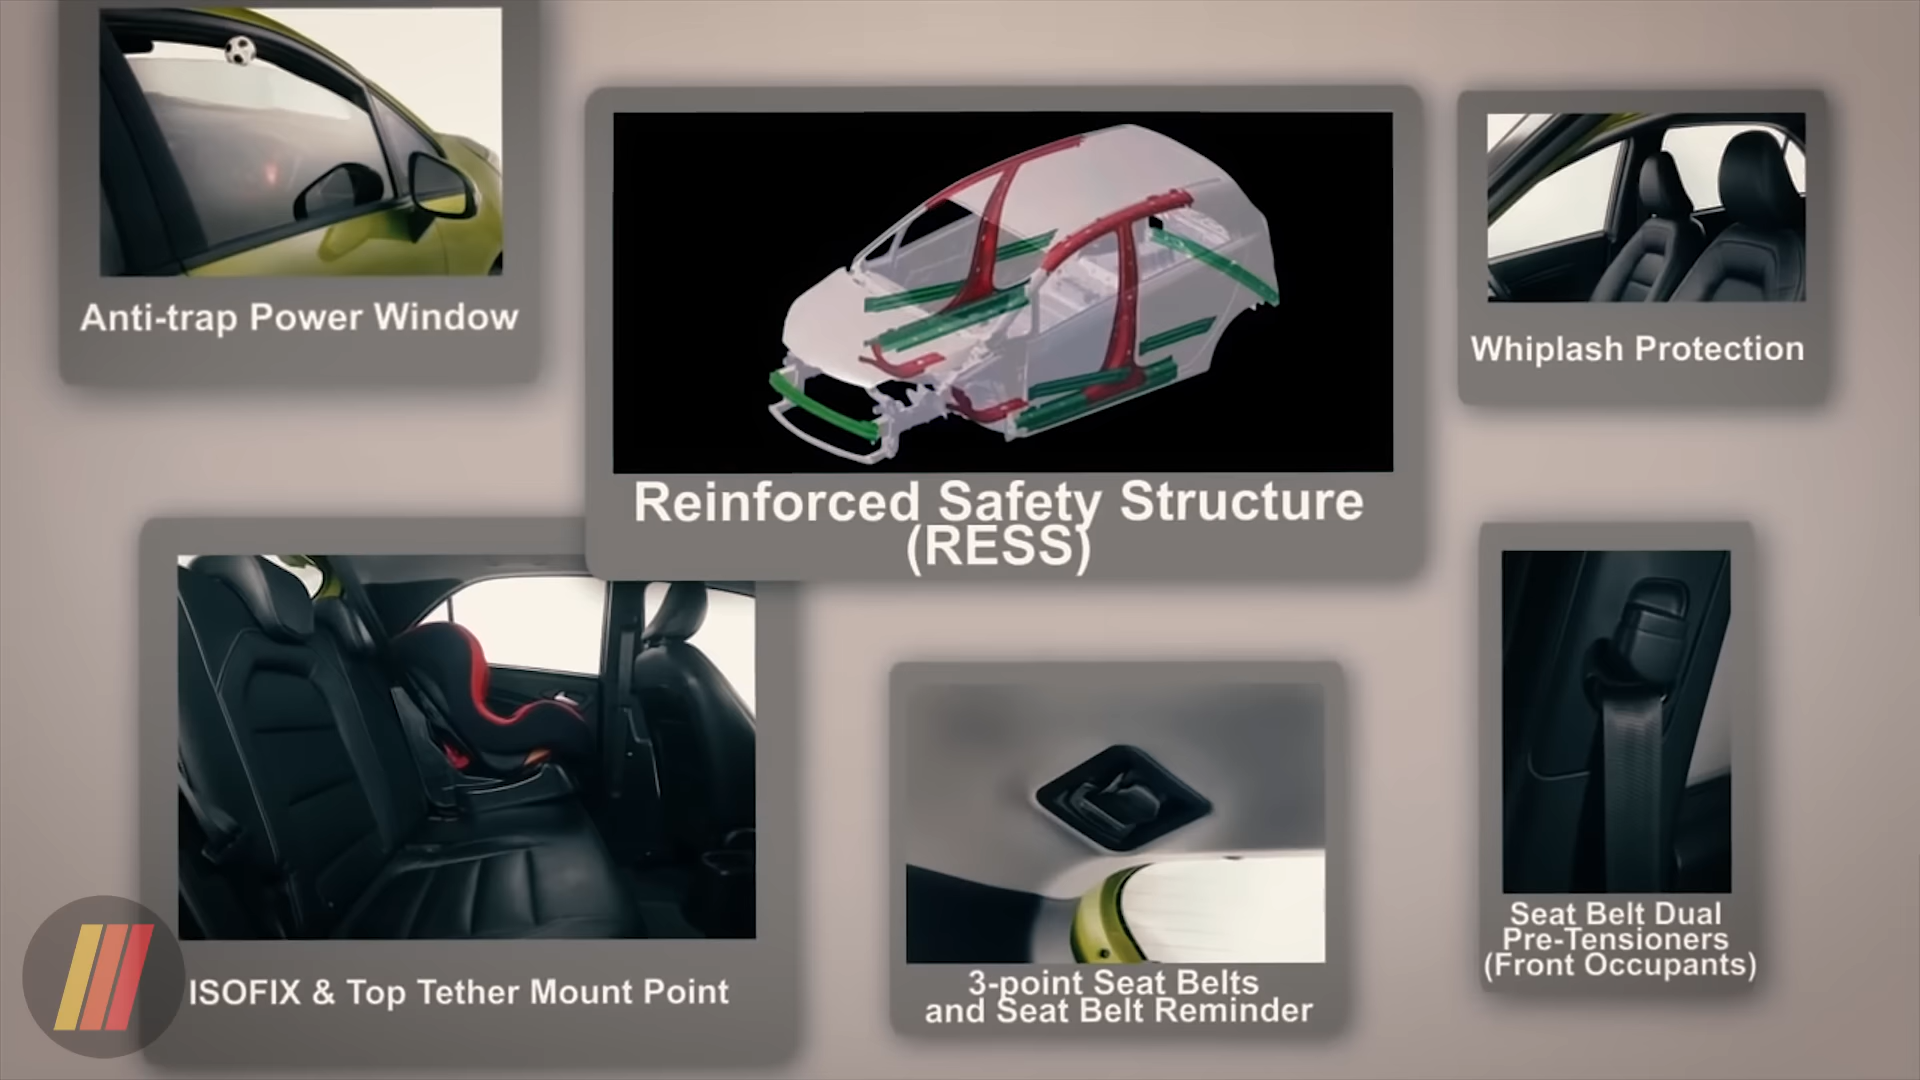 Anti-trap Power Window
Reinforced Safety Structure
(RESS)
Whiplash Protection
ISOFIX & Top Tether Mount Point
3-point Seat Belts
and Seat Belt Reminder
Seat Belt Dual
Pre-Tensioners
(Front Occupants)